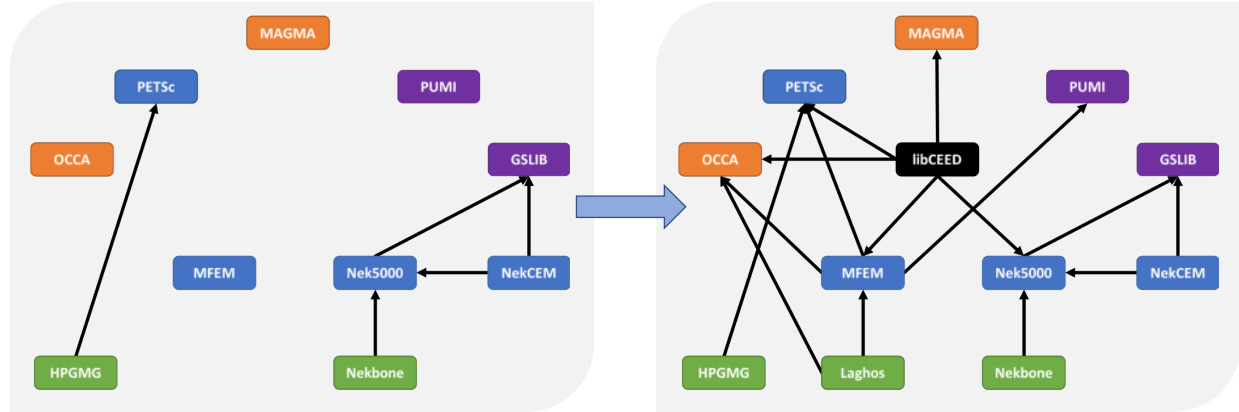 MAGMA
PETSc
PUMI
OCCA
GSLIB
MFEM
Nek5000
NekCEM
HPGMG
Nekbone
MAGMA
PETSc
PUMI
OCCA
libCEED
GSLIB
MFEM
Nek5000
NekCEM
HPGMG
Laghos
Nekbone